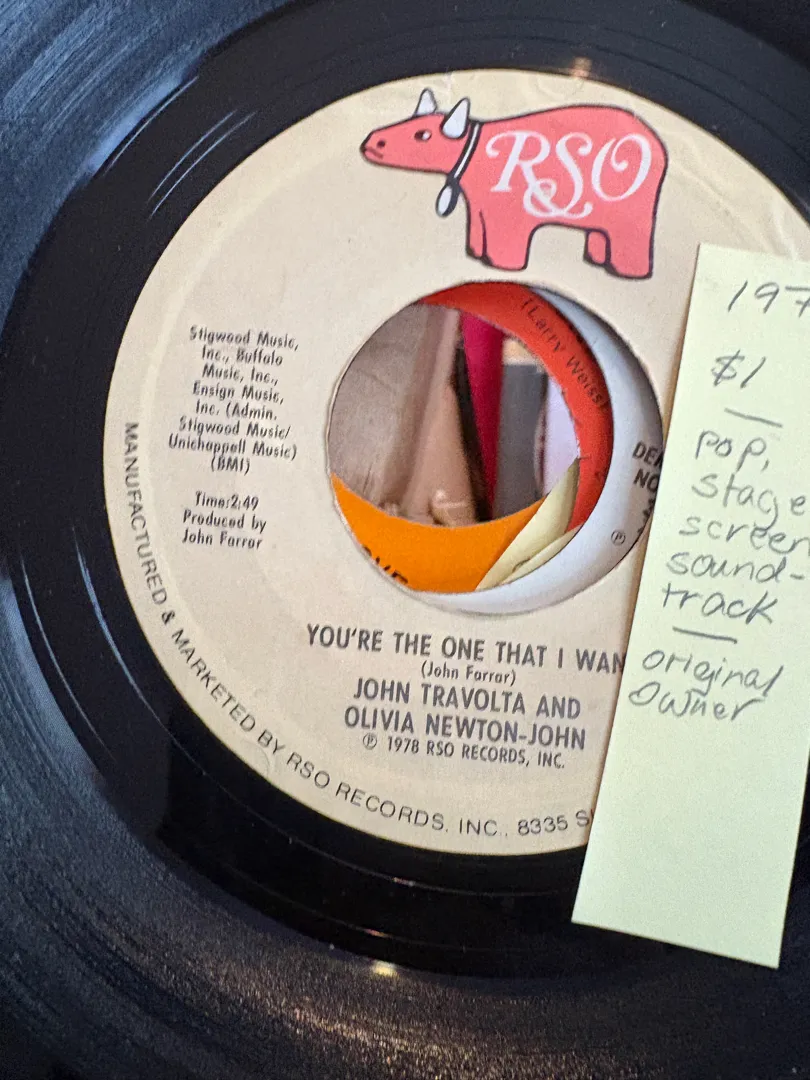 RSO
Stigwood Music,
Inc., Buffalo
Music, Inc.,
Ensign Music,
Inc. (Admin.
Stigwood Music/
Unichappell Music)
(BMI)
Time:2:49
Produced by
John Farrar
(Larry Weiss)
DE
NO
℗
YOU'RE THE ONE THAT I WAN
(John Farrar)
JOHN TRAVOLTA AND
OLIVIA NEWTON-JOHN
℗ 1978 RSO RECORDS, INC.
MANUFACTURED & MARKETED BY RSO RECORDS, INC., 8335 S
197
$1
pop,
stage
screen
sound-
track
original
owner